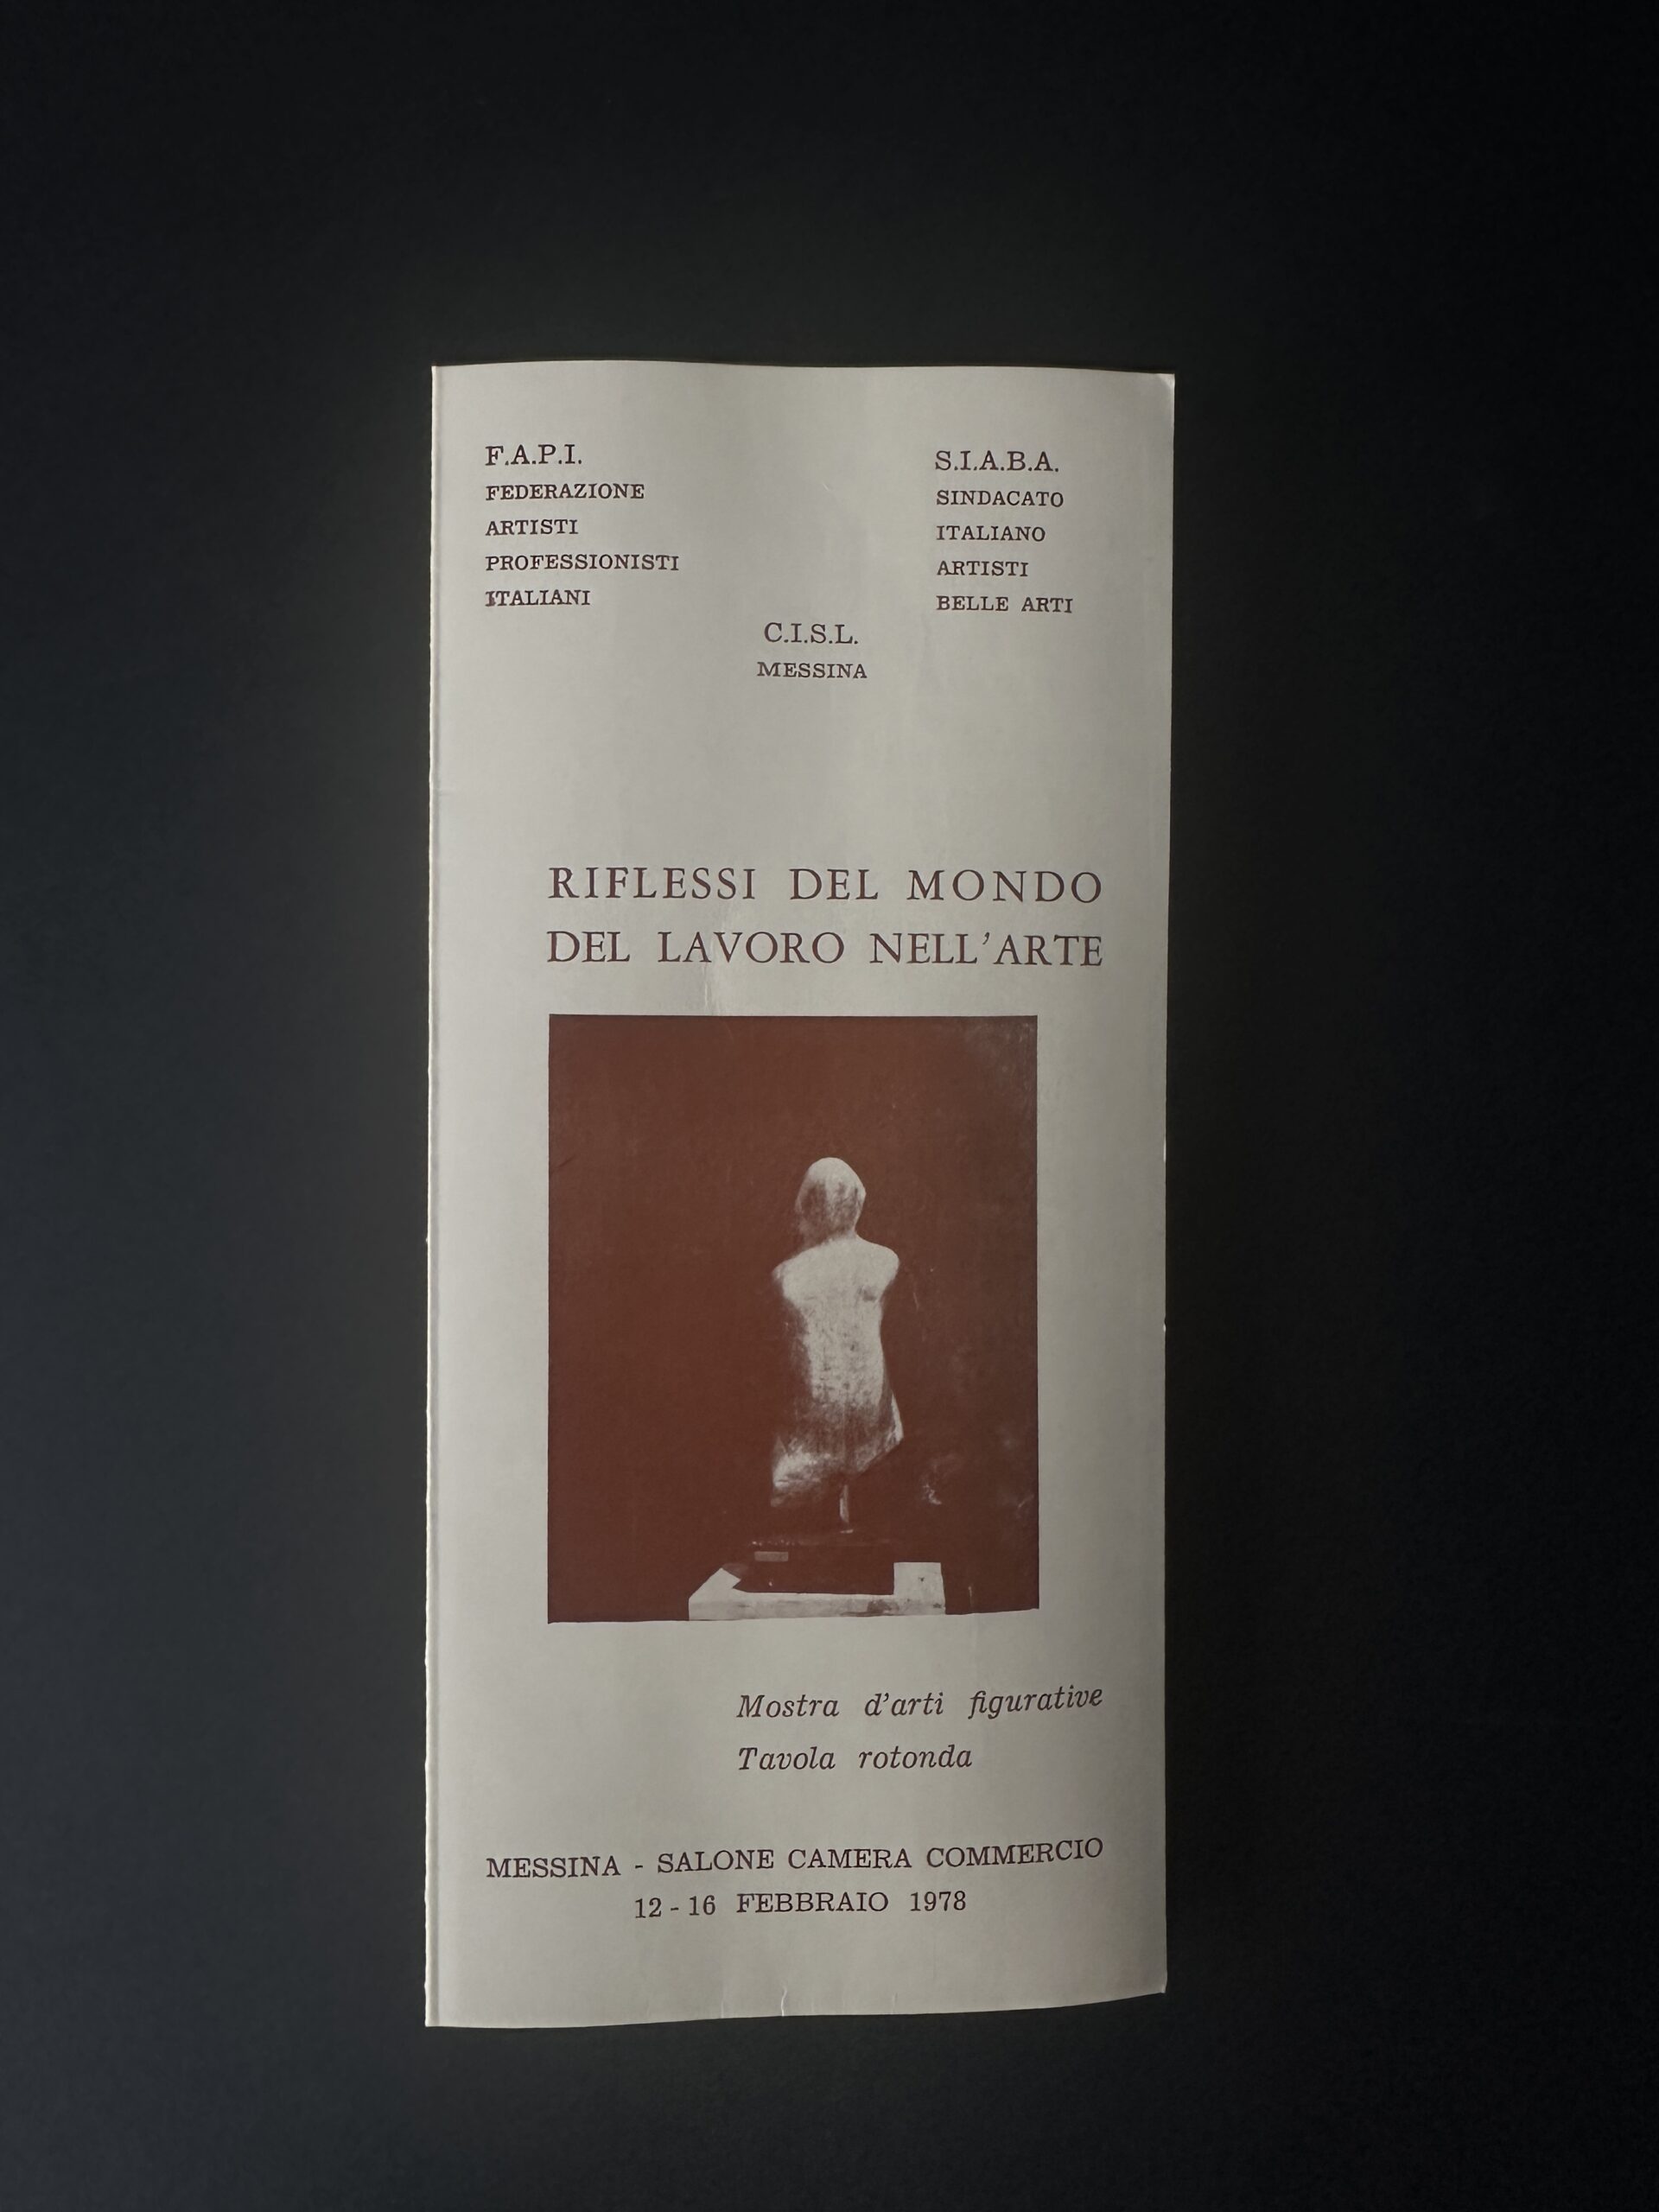 F.A.P.I.
FEDERAZIONE
ARTISTI
PROFESSIONISTI
ITALIANI
S.I.A.B.A.
SINDACATO
ITALIANO
ARTISTI
BELLE ARTI
C.I.S.L.
MESSINA
RIFLESSI DEL MONDO
DEL LAVORO NELL'ARTE
Mostra d'arti figurative
Tavola rotonda
MESSINA - SALONE CAMERA COMMERCIO
12 - 16 FEBBRAIO 1978